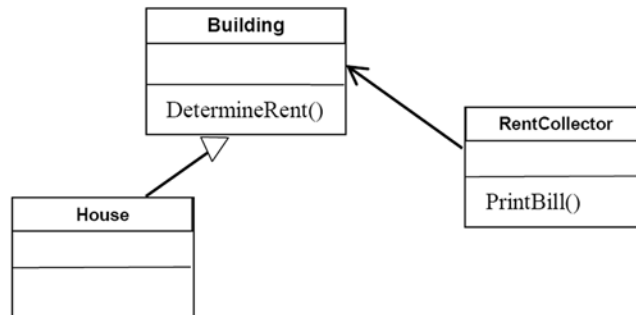 Building
DetermineRent()
RentCollector
PrintBill()
House